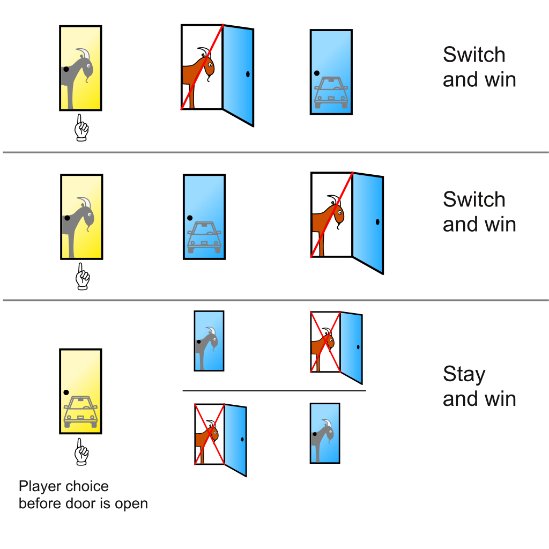 Switch
and win
Switch
and win
Stay
and win
Player choice
before door is open